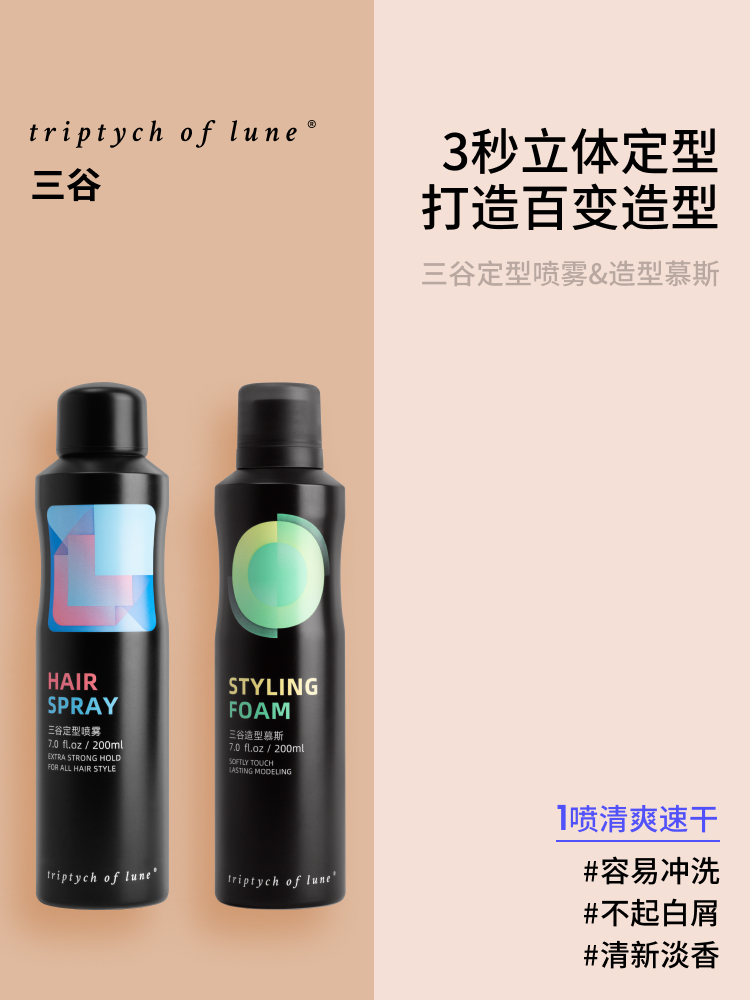 triptych of lune®
三谷
3秒立体定型
打造百变造型
三谷定型喷雾&造型慕斯
HAIR
SPRAY
三谷定型喷雾
7.0 fl.oz / 200ml
EXTRA STRONG HOLD
FOR ALL HAIR STYLE
triptych of lune®
STYLING
FOAM
三谷造型慕斯
7.0 fl.oz / 200ml
SOFTLY TOUCH
LASTING MODELING
triptych of lune®
1喷清爽速干
#容易冲洗
#不起白屑
#清新淡香